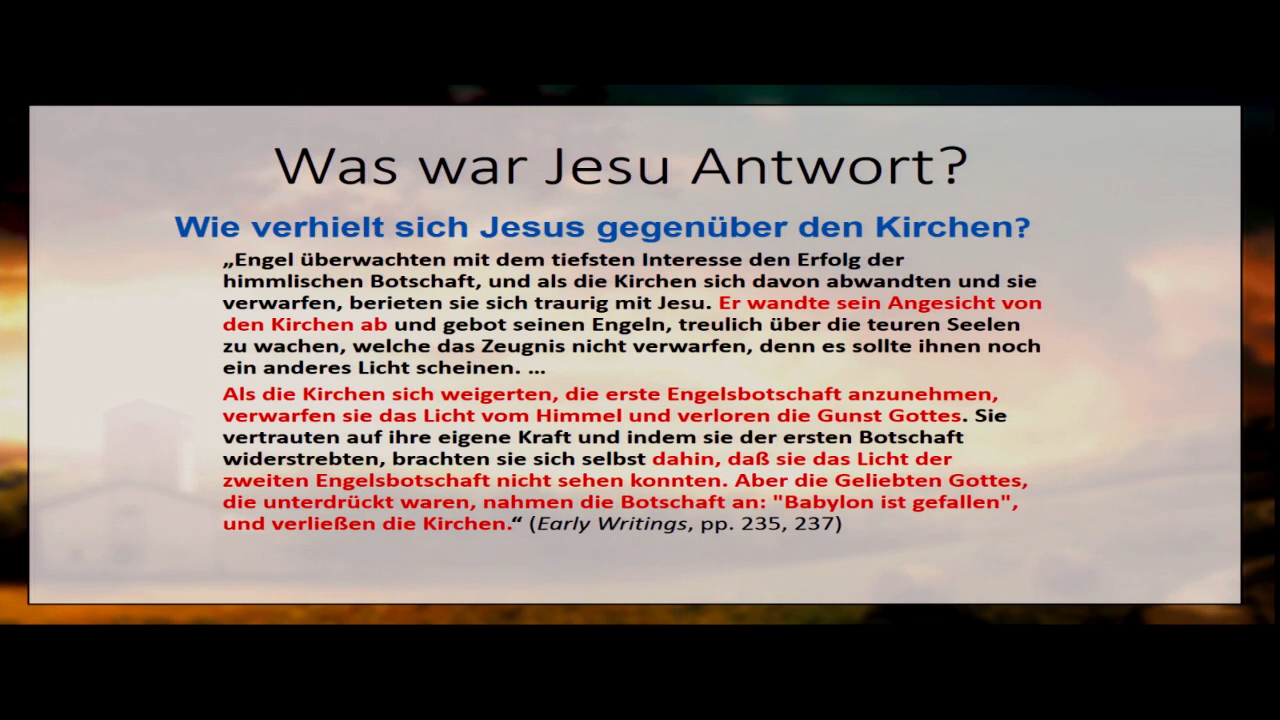 Was war Jesu Antwort?
Wie verhielt sich Jesus gegenüber den Kirchen?
„Engel überwachten mit dem tiefsten Interesse den Erfolg der
himmlischen Botschaft, und als die Kirchen sich davon abwandten und sie
verwarfen, berieten sie sich traurig mit Jesu. Er wandte sein Angesicht von
den Kirchen ab und gebot seinen Engeln, treulich über die teuren Seelen
zu wachen, welche das Zeugnis nicht verwarfen, denn es sollte ihnen noch
ein anderes Licht scheinen. ...
Als die Kirchen sich weigerten, die erste Engelsbotschaft anzunehmen,
verwarfen sie das Licht vom Himmel und verloren die Gunst Gottes. Sie
vertrauten auf ihre eigene Kraft und indem sie der ersten Botschaft
widerstrebten, brachten sie sich selbst dahin, daß sie das Licht der
zweiten Engelsbotschaft nicht sehen konnten. Aber die Geliebten Gottes,
die unterdrückt waren, nahmen die Botschaft an: "Babylon ist gefallen",
und verließen die Kirchen.“ (Early Writings, pp. 235, 237)